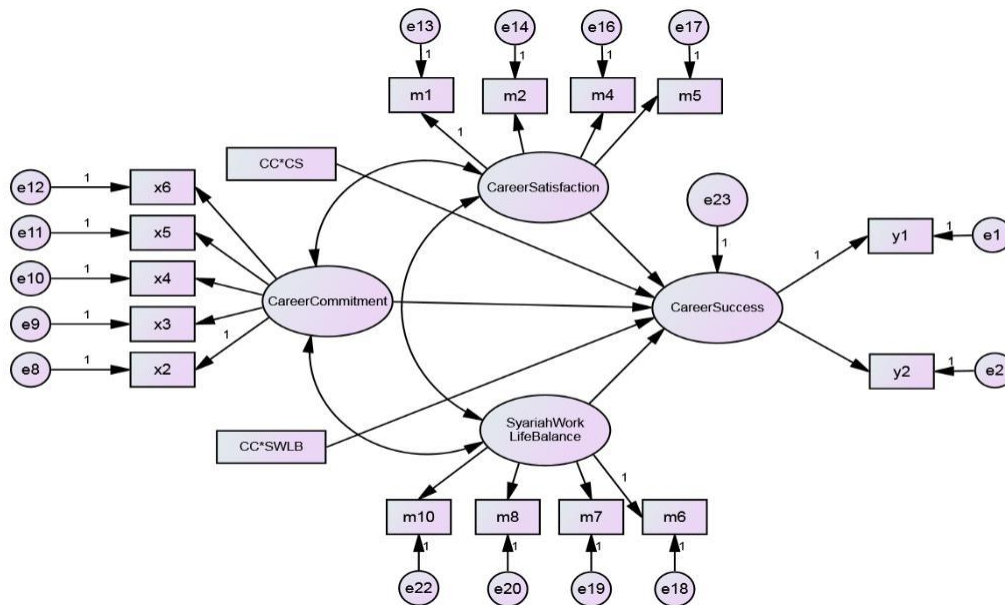 e13
e14
e16
e17
1
1
1
1
m1
m2
m4
m5
1
CC*CS
CareerSatisfaction
e12
1
x6
e11
1
x5
e10
1
x4
e9
1
x3
e8
1
x2
1
CareerCommitment
e23
1
CareerSuccess
1
y1
1
e1
y2
1
e2
CC*SWLB
SyariahWork
LifeBalance
1
m10
m8
m7
m6
1
1
1
1
e22
e20
e19
e18